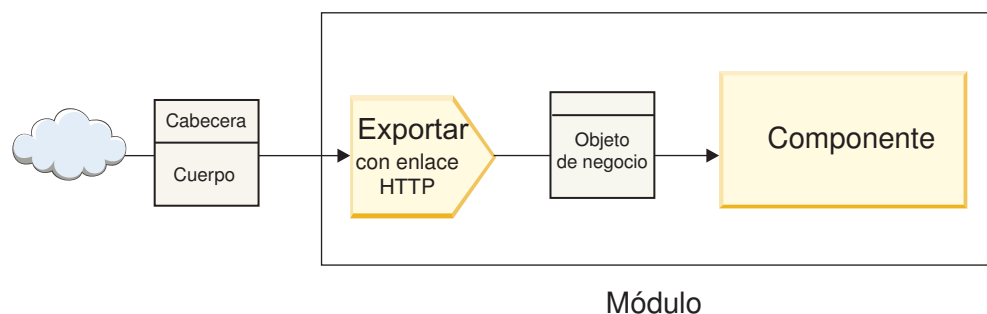 Cabecera
Cuerpo
Exportar
con enlace
HTTP
Objeto
de negocio
Componente
Módulo